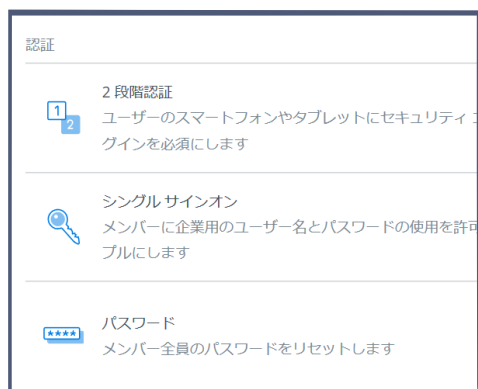 認証
2 段階認証
ユーザーのスマートフォンやタブレットにセキュリティ
グインを必須にします
シングル サインオン
メンバーに企業用のユーザー名とパスワードの使用を許可
プルにします
パスワード
メンバー全員のパスワードをリセットします
1
2
****